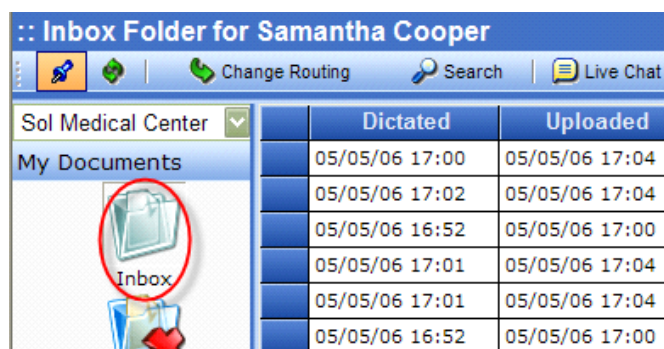 :: Inbox Folder for Samantha Cooper
Change Routing Search Live Chat
Sol Medical Center Dictated Uploaded
My Documents
05/05/06 17:00 05/05/06 17:04
05/05/06 17:02 05/05/06 17:04
05/05/06 16:52 05/05/06 17:00
Inbox
05/05/06 17:01 05/05/06 17:04
05/05/06 17:01 05/05/06 17:04
05/05/06 16:52 05/05/06 17:00